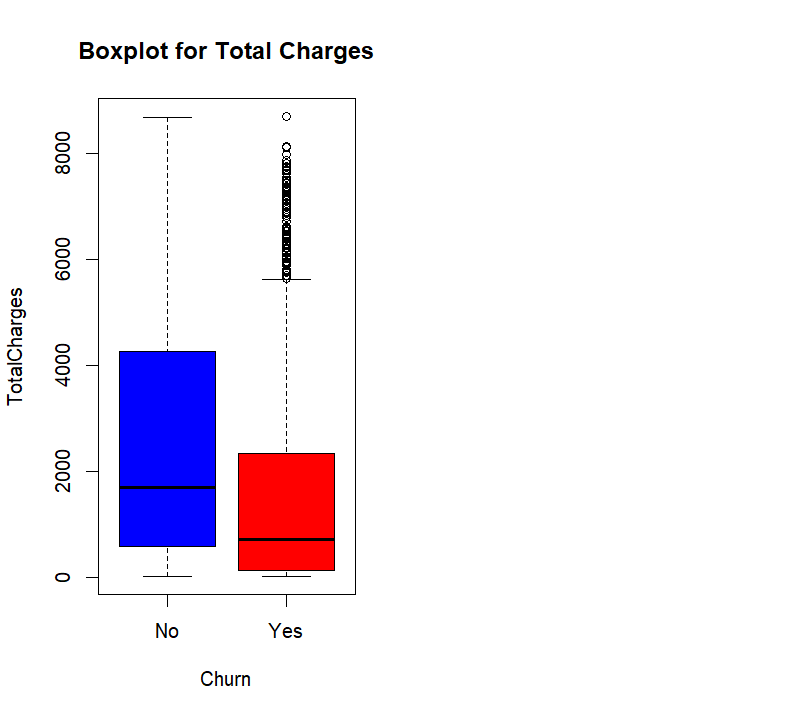 Boxplot for Total Charges
8000
6000
4000
2000
0
TotalCharges
No Yes
Churn